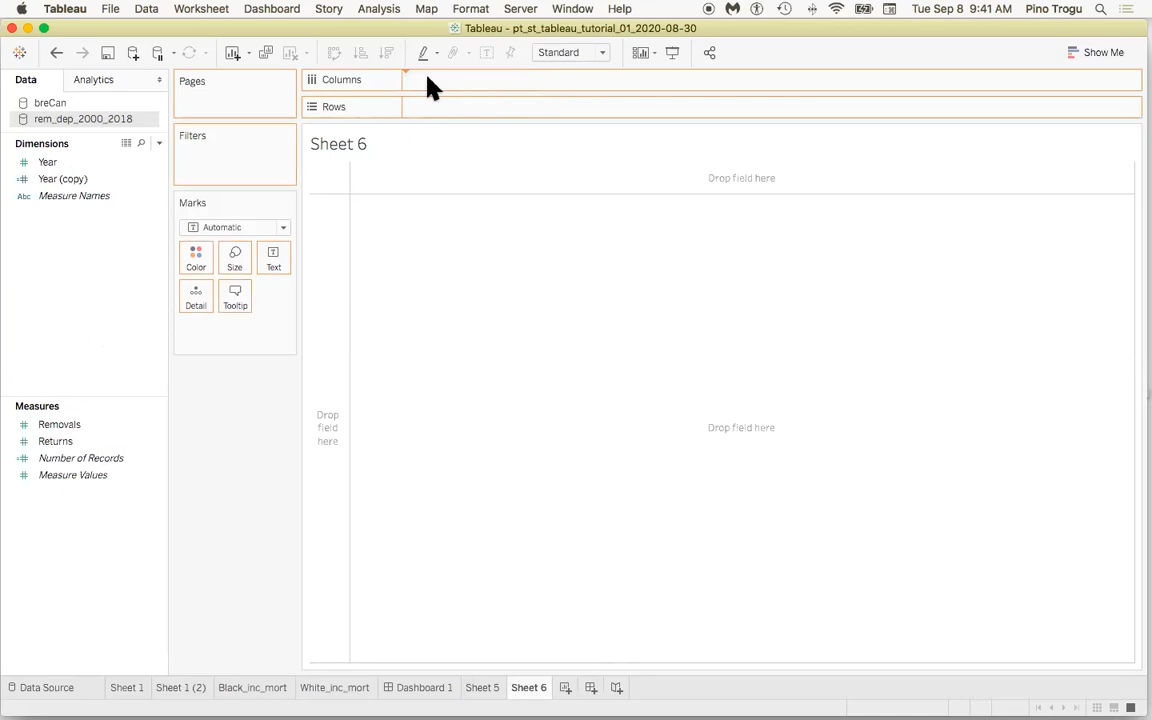 Tableau File Data Worksheet Dashboard Story Analysis Map Format Server Window Help Tue Sep 8 9:41 AM Pino Trogu
Tableau - pt_st_tableau_tutorial_01_2020-08-30
Standard Show Me
Data Analytics
Pages
Columns
breCan
rem_dep_2000_2018
Rows
Dimensions
Filters
Sheet 6
Year
Year (copy)
Abc Measure Names
Drop field here
Marks
Automatic
Color Size Text
Detail Tooltip
Measures
Removals
Returns
Number of Records
Measure Values
Drop
field
here
Drop field here
Data Source Sheet 1 Sheet 1 (2) Black_inc_mort White_inc_mort Dashboard 1 Sheet 5 Sheet 6